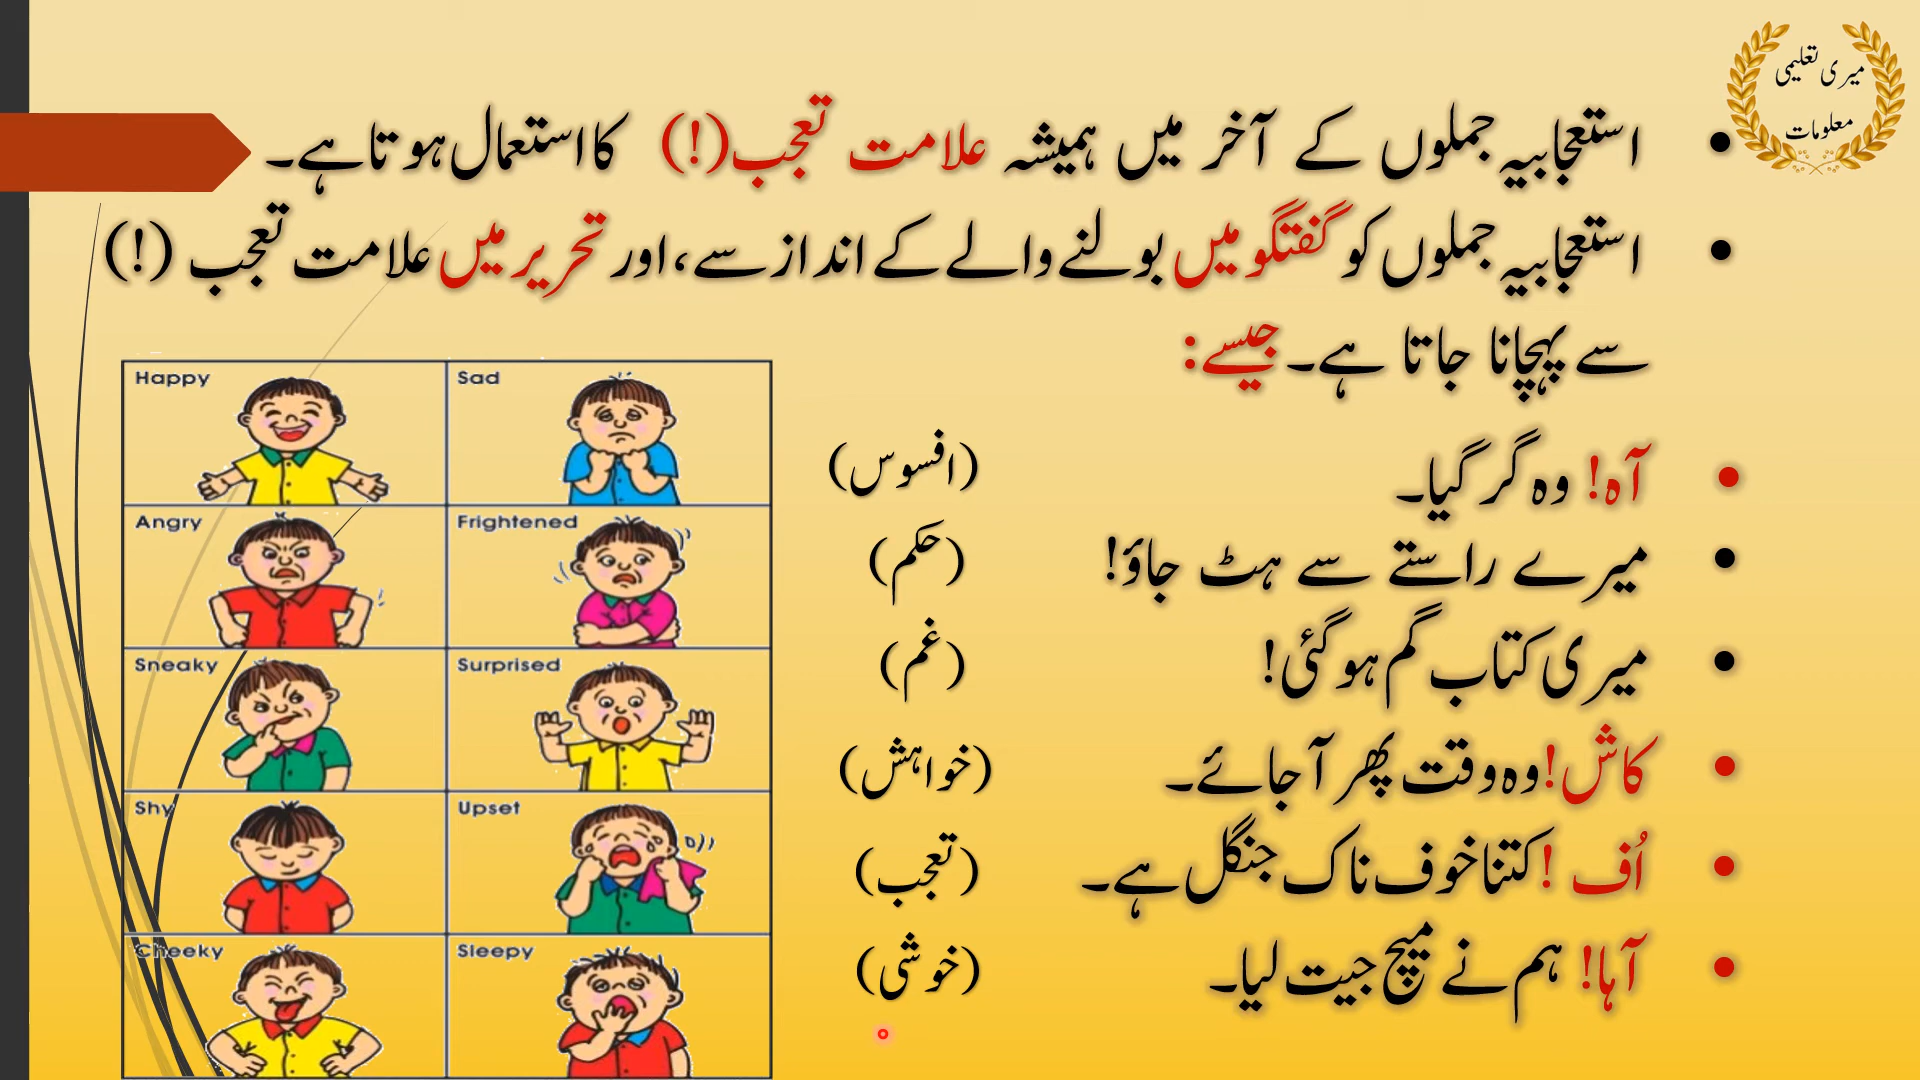 میری تعلیمی
معلومات
• استعجابیہ جملوں کے آخر میں ہمیشہ علامت تعجب(!) کا استعمال ہوتا ہے۔
• استعجابیہ جملوں کو گفتگو میں بولنے والے کے انداز سے، اور تحریر میں علامت تعجب (!)
سے پہچانا جاتا ہے۔ جیسے:
• آہ! وہ گر گیا۔ (افسوس)
• میرے راستے سے ہٹ جاؤ! (حکم)
• میری کتاب گم ہو گئی! (غم)
• کاش! وہ وقت پھر آ جائے۔ (خواہش)
• اُف ! کتنا خوف ناک جنگل ہے۔ (تعجب)
• آہا! ہم نے میچ جیت لیا۔ (خوشی)
Happy Sad
Angry Frightened
Sneaky Surprised
Shy Upset
Cheeky Sleepy